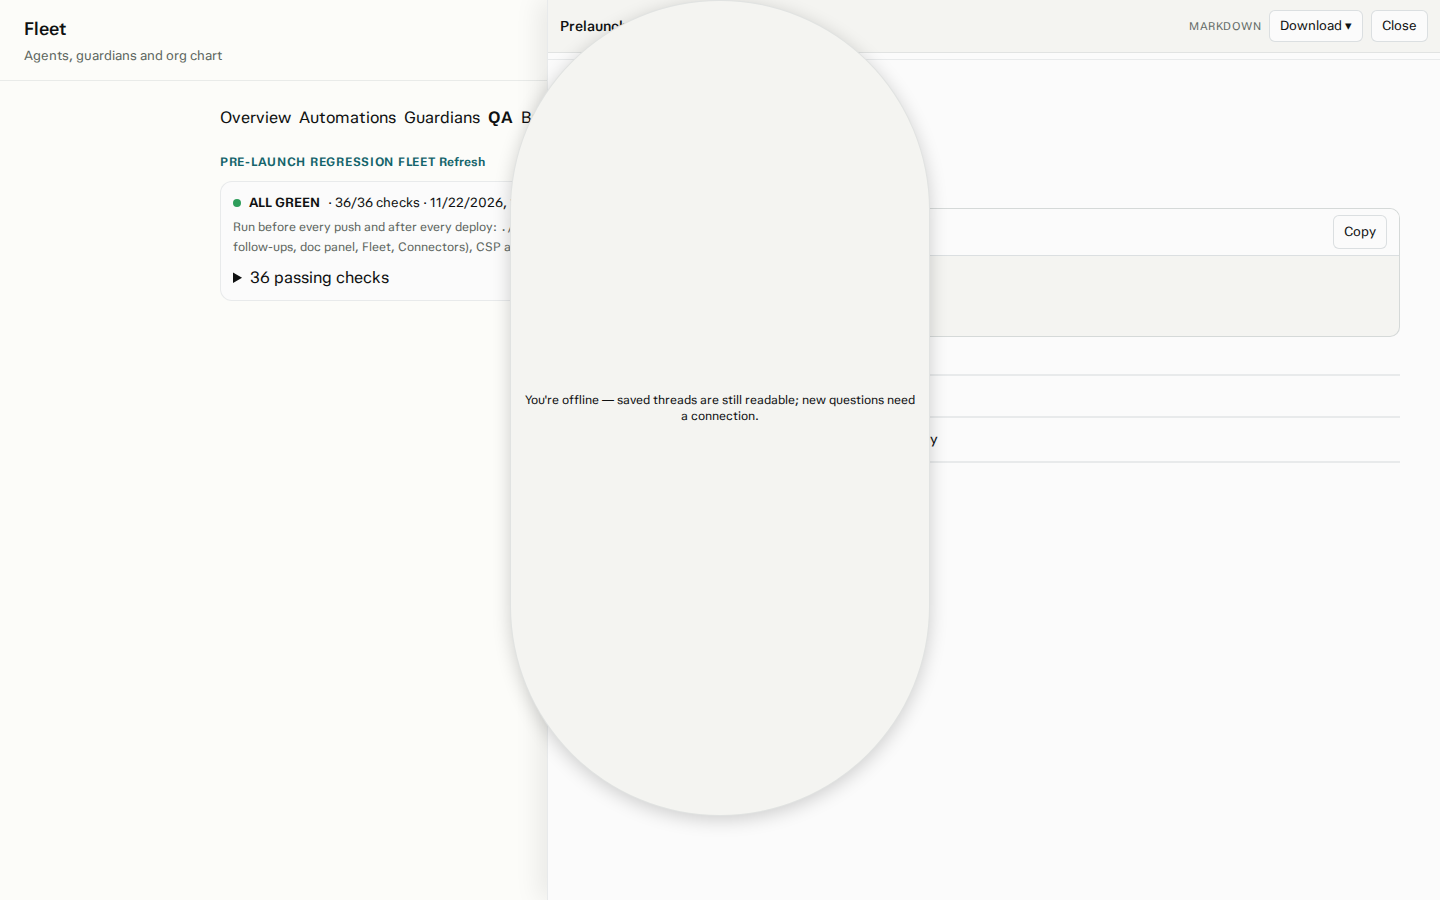 Fleet
Agents, guardians and org chart
Overview Automations Guardians QA
PRE-LAUNCH REGRESSION FLEET Refresh
ALL GREEN · 36/36 checks · 11/22/2026,
Run before every push and after every deploy:
follow-ups, doc panel, Fleet, Connectors), CSP
▶ 36 passing checks
MARKDOWN Download ▾ Close
Copy
You're offline — saved threads are still readable; new questions need
a connection.